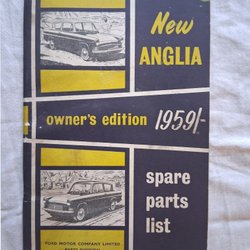 New
ANGLIA
owner's edition 1959/-
spare
parts
list
FORD MOTOR COMPANY LIMITED